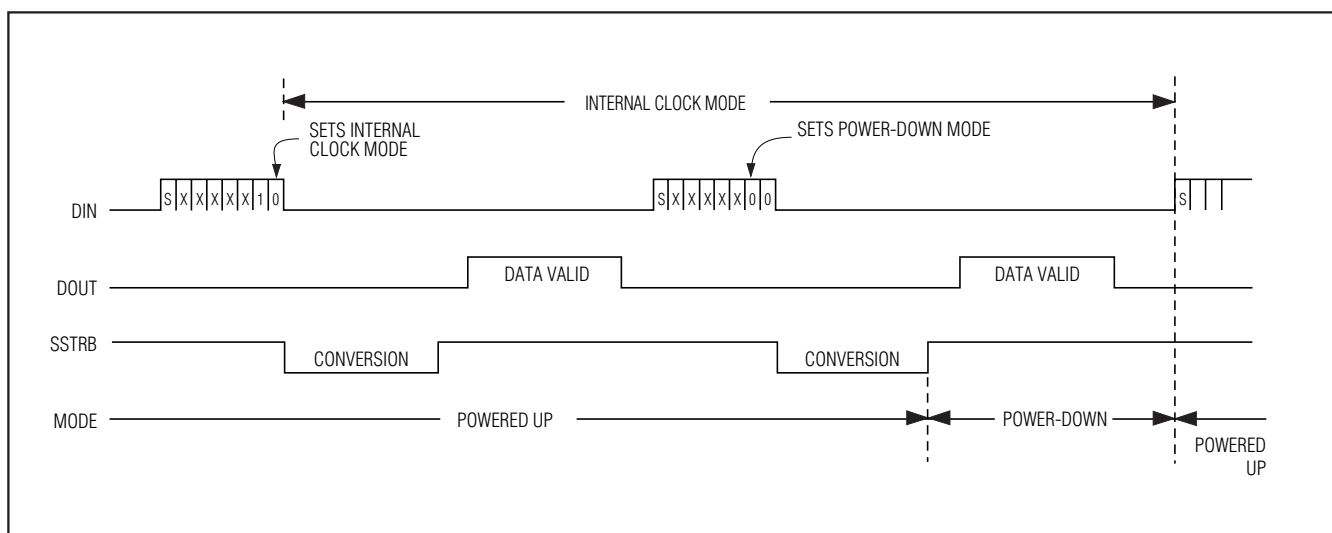 INTERNAL CLOCK MODE
SETS INTERNAL
CLOCK MODE
SETS POWER-DOWN MODE
DIN
S X X X X X 1 0
S X X X X X 0 0
S
DOUT
DATA VALID
DATA VALID
SSTRB
CONVERSION
CONVERSION
MODE
POWERED UP
POWER-DOWN
POWERED
UP